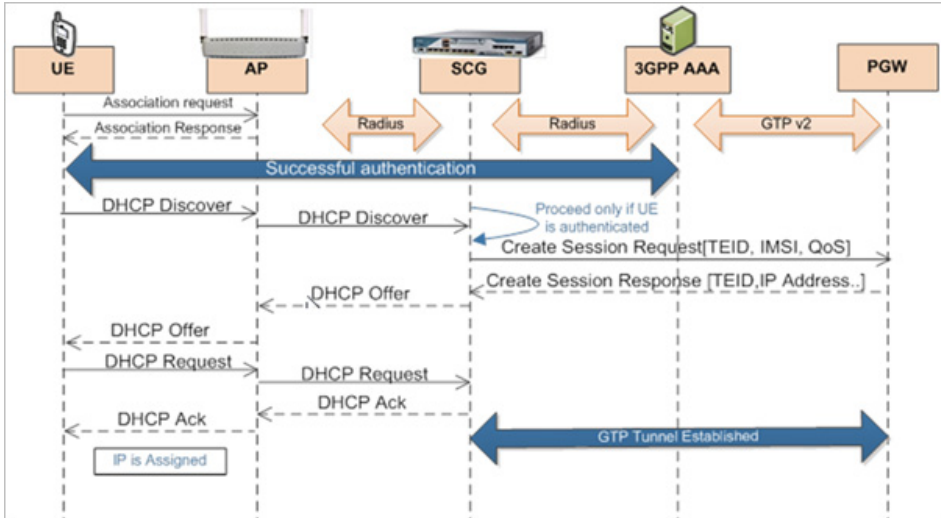 UE
AP
SCG
3GPP AAA
PGW
Association request
Association Response
Radius
Radius
GTP v2
Successful authentication
DHCP Discover
DHCP Discover
Proceed only if UE
is authenticated
Create Session Request[TEID, IMSI, QoS]
Create Session Response [TEID,IP Address..]
DHCP Offer
DHCP Offer
DHCP Request
DHCP Request
DHCP Ack
DHCP Ack
GTP Tunnel Established
IP is Assigned